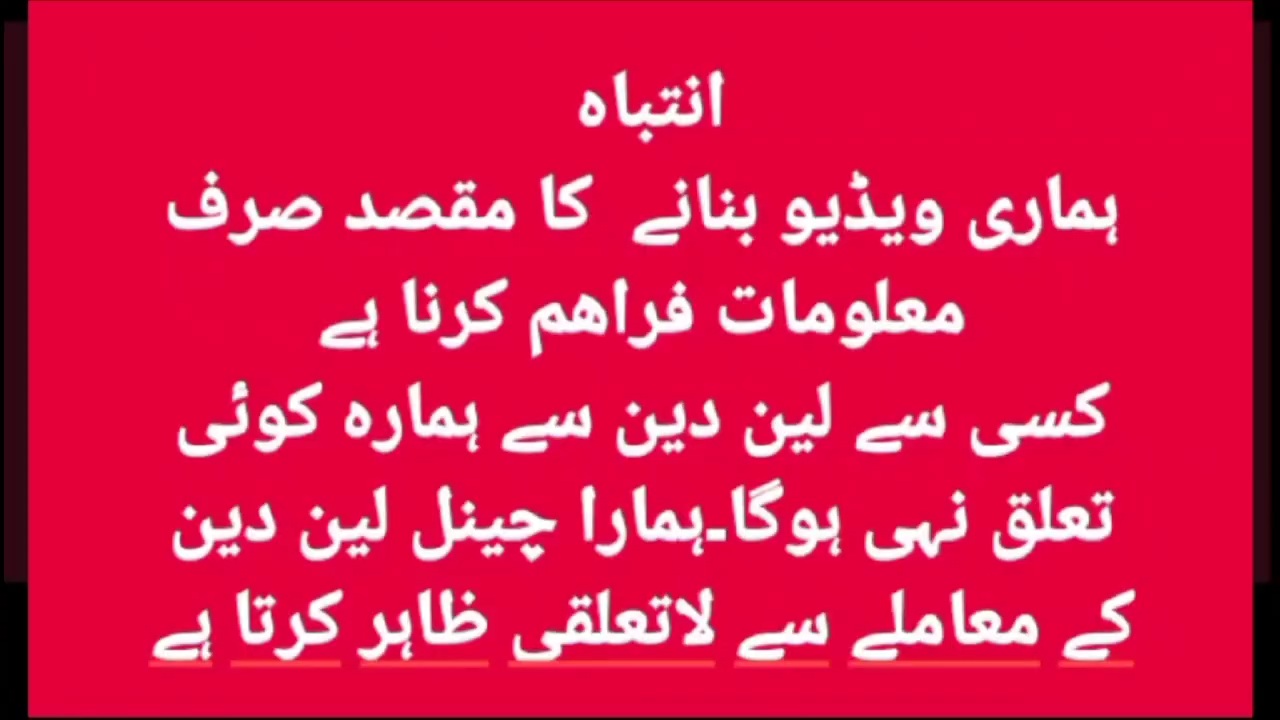 انتباہ
ہماری ویڈیو بنانے کا مقصد صرف
معلومات فراھم کرنا ہے
کسی سے لین دین سے ہمارہ کوئی
تعلق نہی ہوگا۔ہمارا چینل لین دین
کے معاملے سے لاتعلقی ظاہر کرتا ہے